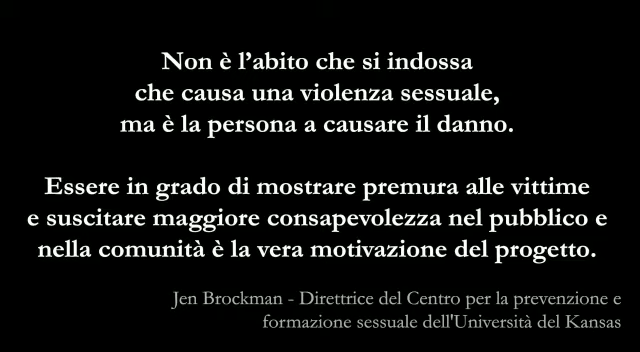 Non è l’abito che si indossa
che causa una violenza sessuale,
ma è la persona a causare il danno.
Essere in grado di mostrare premura alle vittime
e suscitare maggiore consapevolezza nel pubblico e
nella comunità è la vera motivazione del progetto.
Jen Brockman - Direttrice del Centro per la prevenzione e
formazione sessuale dell'Università del Kansas